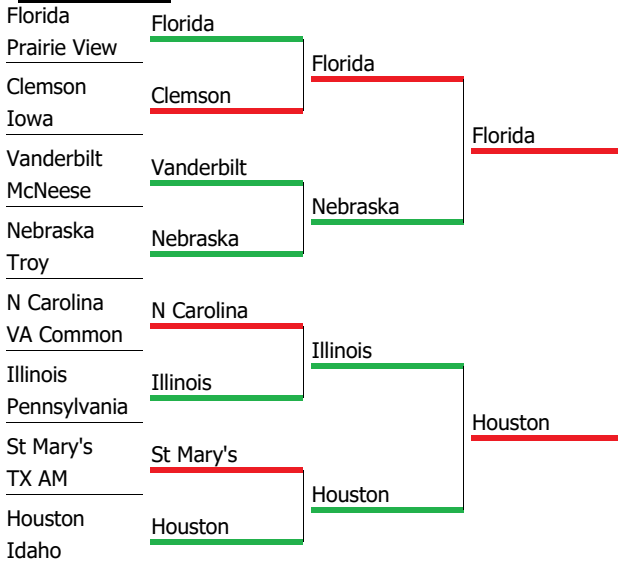 Florida
Prairie View
Clemson
Iowa
Vanderbilt
McNeese
Nebraska
Troy
N Carolina
VA Common
Illinois
Pennsylvania
St Mary's
TX AM
Houston
Idaho
Florida
Clemson
Vanderbilt
Nebraska
N Carolina
Illinois
St Mary's
Houston
Florida
Nebraska
Illinois
Houston
Florida
Houston